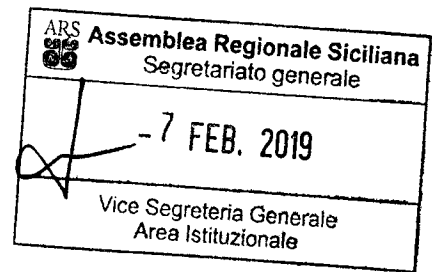 ARS Assemblea Regionale Siciliana
Segretariato generale
- 7 FEB. 2019
Vice Segreteria Generale
Area Istituzionale